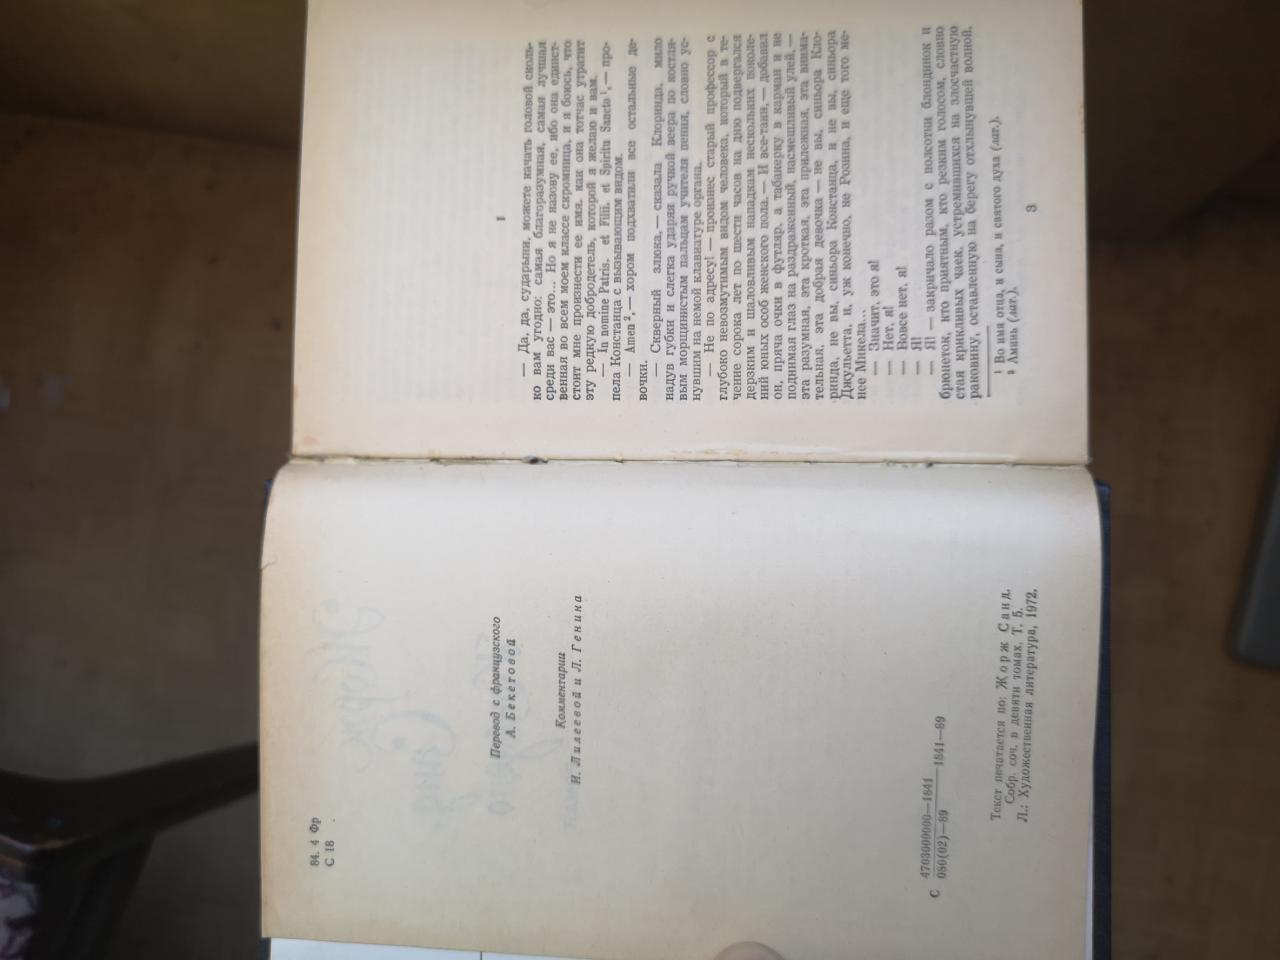 84. 4 Фр
С 18
Перевод с французского
А. Бекетовой
Комментарии
Н. Лилеевой и Л. Генина
С 4703000000—1841 1841—89
080(02)—89
Текст печатается по: Жорж Санд.
Собр. соч. в девяти томах. Т. 5.
Л.: Художественная литература, 1972.
1
— Да, да, сударыни, можете качать головой сколь-
ко вам угодно: самая благоразумная, самая лучшая
среди вас — это... Но я не назову ее, ибо она единст-
венная во всем моем классе скромница, и я боюсь, что
стоит мне произнести ее имя, как она тотчас утратит
эту редкую добродетель, которой я желаю и вам.
— In nomine Patris, et Filii, et Spiritu Sancto ¹,— про-
пела Констанца с вызывающим видом.
— Amen ²,— хором подхватили все остальные де-
вочки.
— Скверный злюка,— сказала Клоринда, мило
надув губки и слегка ударяя ручкой веера по костля-
вым морщинистым пальцам учителя пения, словно ус-
нувшим на немой клавиатуре органа.
— Не по адресу! — произнес старый профессор с
глубоко невозмутимым видом человека, который в те-
чение сорока лет по шести часов на дню подвергался
дерзким и шаловливым нападкам нескольких поколе-
ний юных особ женского пола.— И все-таки,— добавил
он, пряча очки в футляр, а табакерку в карман и не
поднимая глаз на раздраженный, насмешливый улей,—
эта разумная, эта кроткая, эта прилежная, эта внима-
тельная, эта добрая девочка — не вы, синьора Кло-
ринда, не вы, синьора Констанца, и не вы, синьора
Джульетта, и, уж конечно, не Розина, и еще того ме-
нее Микела...
— Значит, это я!
— Нет, я!
— Вовсе нет, я!
— Я!
— Я! — закричало разом с полсотни блондинок и
брюнеток, кто приятным, кто резким голосом, словно
стая крикливых чаек, устремившихся на злосчастную
раковину, оставленную на берегу отхлынувшей волной.
¹ Во имя отца, и сына, и святого духа (лат.).
² Аминь (лат.).
3